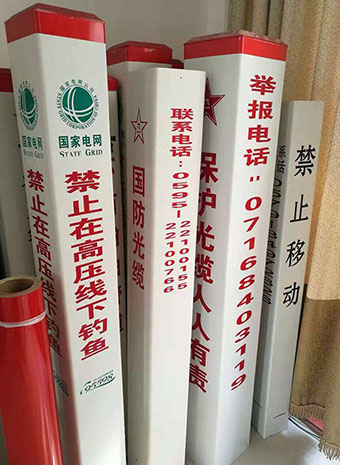 国家电网
STATE GRID
禁止在高压线下钓鱼
95598
国防光缆
联系电话:0595-22100155
22100766
保护光缆人人有责
举报电话:07168403119
禁止移动